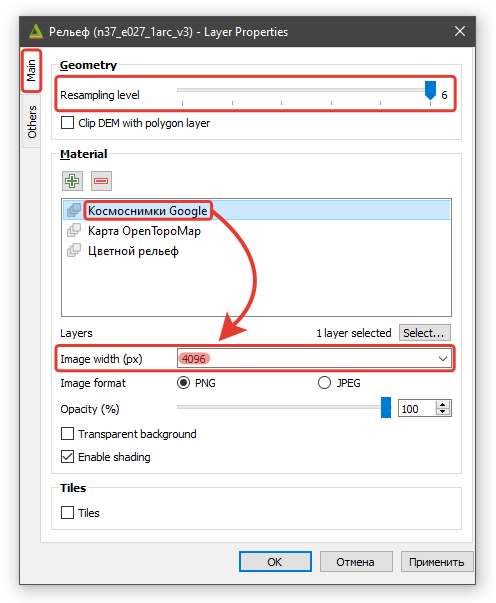 Рельеф (n37_e027_1arc_v3) - Layer Properties
Main
Others
Geometry
Resampling level 6
Clip DEM with polygon layer
Material
Космоснимки Google
Карта OpenTopoMap
Цветной рельеф
Layers 1 layer selected Select...
Image width (px) 4096
Image format PNG JPEG
Opacity (%) 100
Transparent background
Enable shading
Tiles
Tiles
OK Отмена Применить